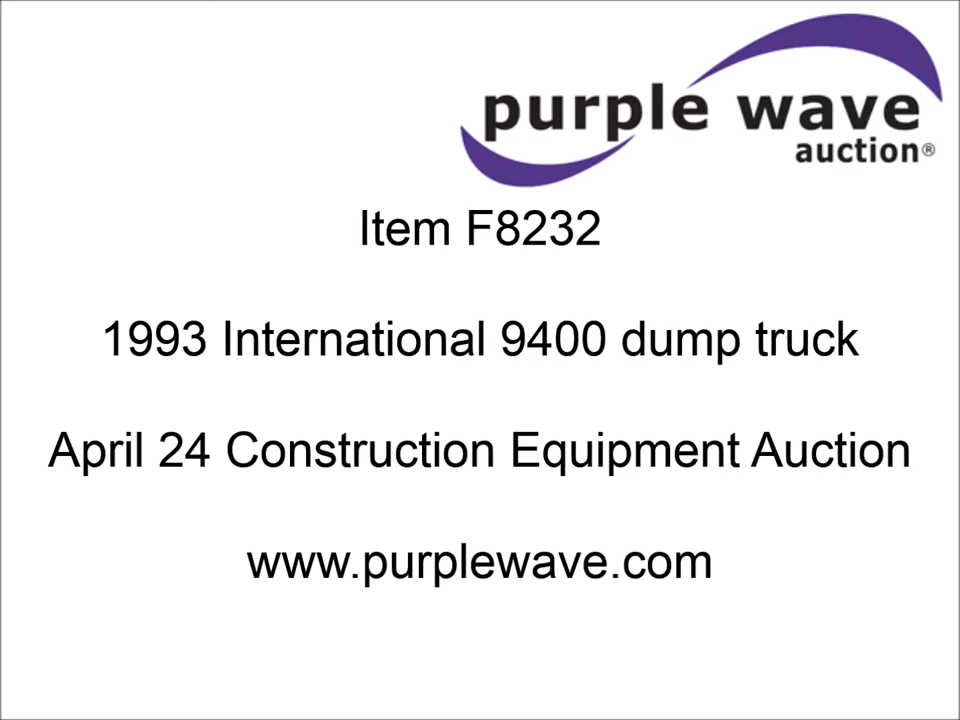 purple wave
auction®
Item F8232
1993 International 9400 dump truck
April 24 Construction Equipment Auction
www.purplewave.com